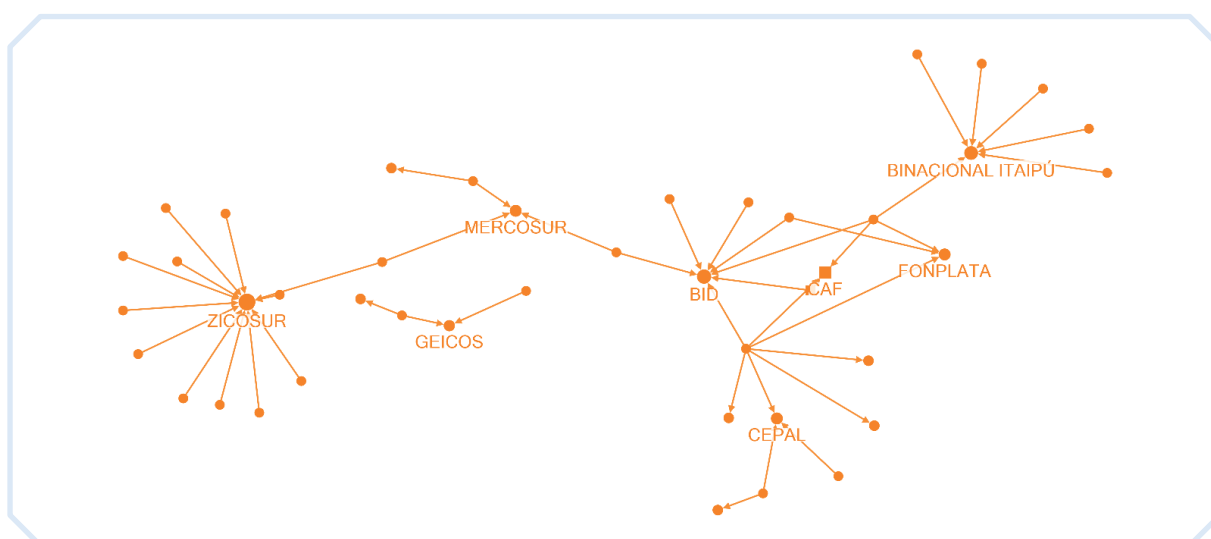 BINACIONAL ITAIPÚ
MERCOSUR
FONPLATA
CAF
BID
ZICOSUR
GEICOS
CEPAL